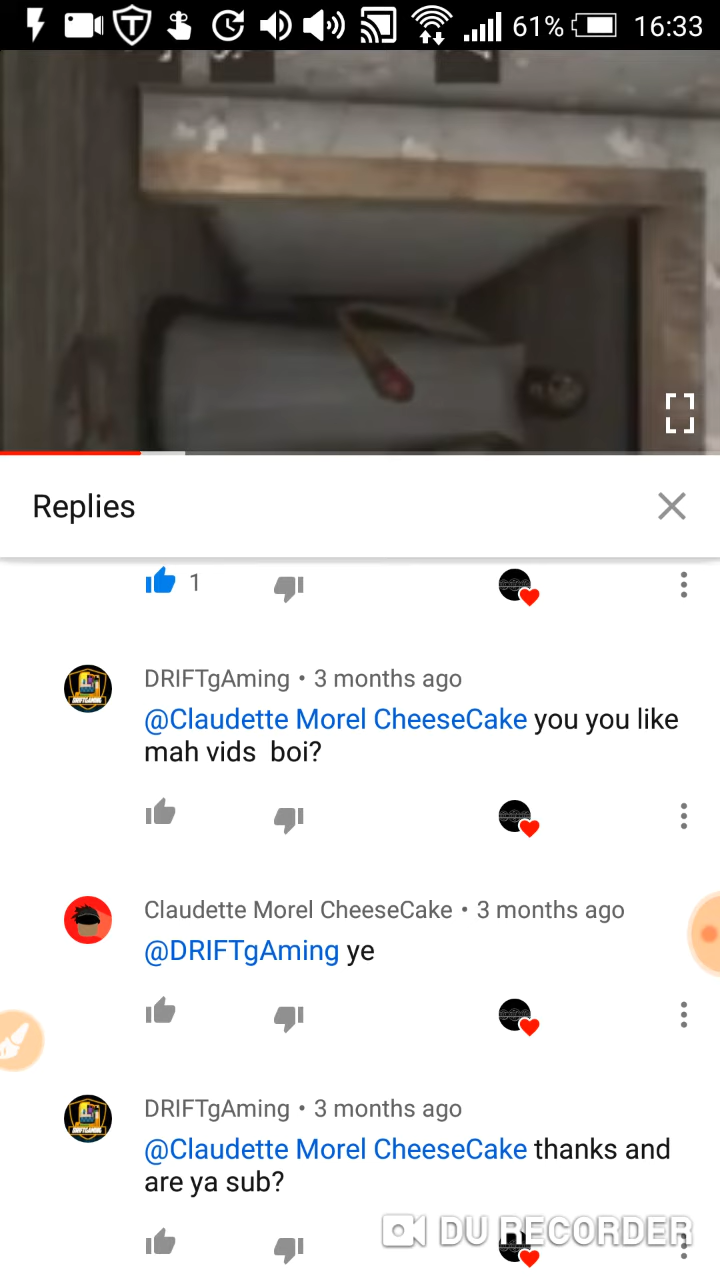 61% 16:33
Replies
1
DRIFTgAming • 3 months ago
@Claudette Morel CheeseCake you you like
mah vids  boi?
Claudette Morel CheeseCake • 3 months ago
@DRIFTgAming ye
DRIFTgAming • 3 months ago
@Claudette Morel CheeseCake thanks and
are ya sub?
DU RECORDER